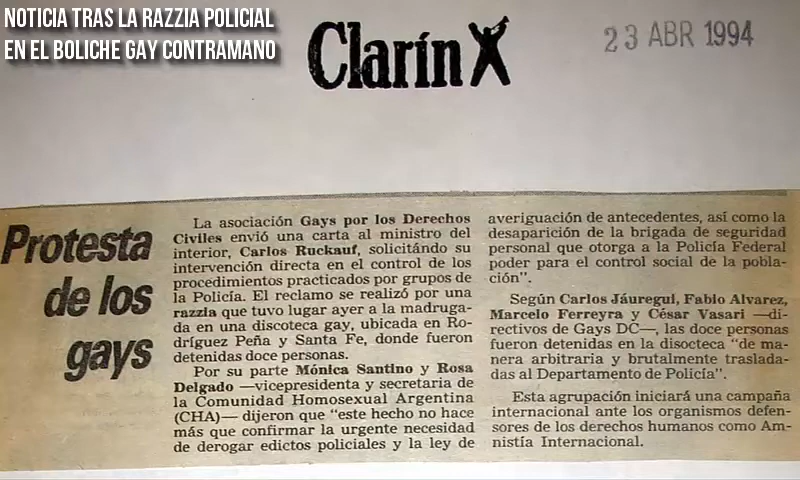 NOTICIA TRAS LA RAZZIA POLICIAL
EN EL BOLICHE GAY CONTRAMANO
Clarín
23 ABR 1994
Protesta
de los
gays
La asociación Gays por los Derechos
Civiles envió una carta al ministro del
interior, Carlos Ruckauf, solicitándo su
intervención directa en el control de los
procedimientos practicados por grupos de
la Policía. El reclamo se realizó por una
razzia que tuvo lugar ayer a la madruga-
da en una discoteca gay, ubicada en Ro-
dríguez Peña y Santa Fe, donde fueron
detenidas doce personas.
Por su parte Mónica Santino y Rosa
Delgado —vicepresidenta y secretaria de
la Comunidad Homosexual Argentina
(CHA)— dijeron que “este hecho no hace
más que confirmar la urgente necesidad
de derogar edictos policiales y la ley de
averiguación de antecedentes, así como la
desaparición de la brigada de seguridad
personal que otorga a la Policía Federal
poder para el control social de la pobla-
ción”.
Según Carlos Jáuregui, Fabio Alvarez,
Marcelo Ferreyra y César Vasari —di-
rectivos de Gays DC—, las doce personas
fueron detenidas en la disocteca “de ma-
nera arbitraria y brutalmente traslada-
das al Departamento de Policía”.
Esta agrupación iniciará una campaña
internacional ante los organismos defen-
sores de los derechos humanos como Am-
nistía Internacional.